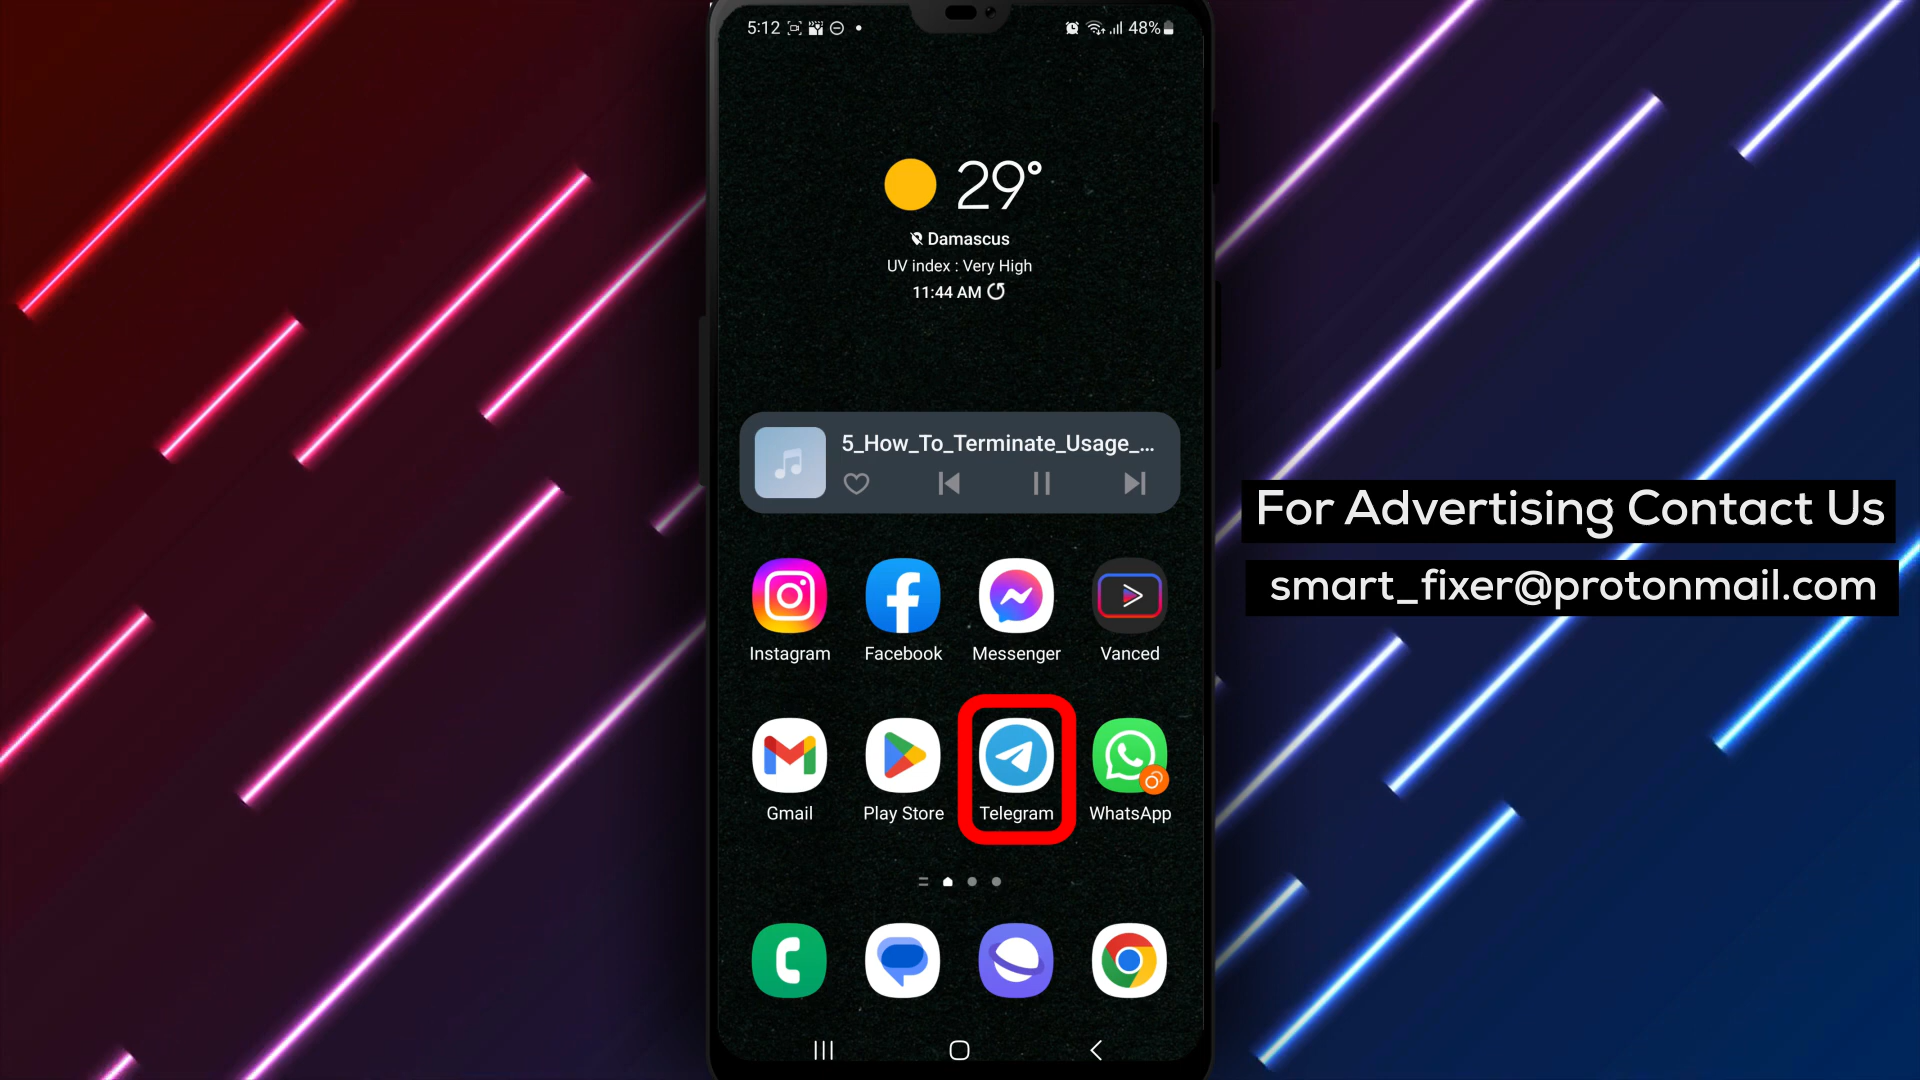 5:12
48%
29°
Damascus
UV index : Very High
11:44 AM
5_How_To_Terminate_Usage_...
Instagram
Facebook
Messenger
Vanced
Gmail
Play Store
Telegram
WhatsApp
For Advertising Contact Us
smart_fixer@protonmail.com